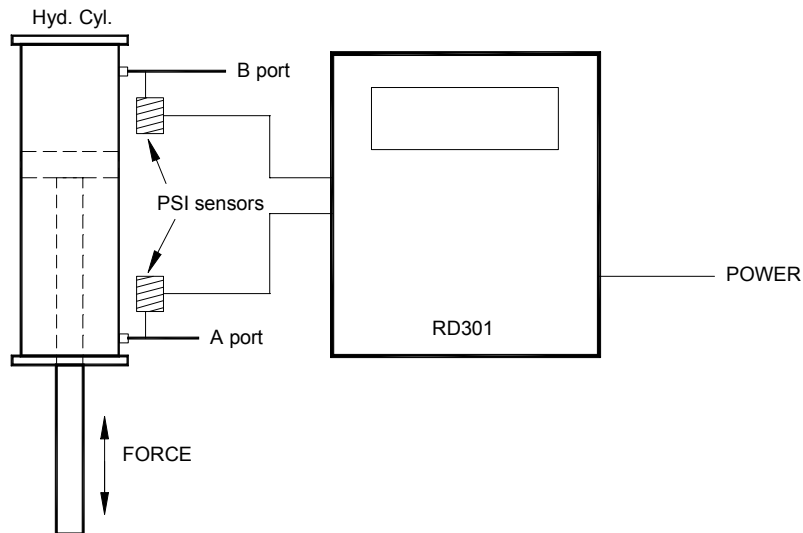 Hyd. Cyl.
B port
PSI sensors
POWER
RD301
A port
FORCE